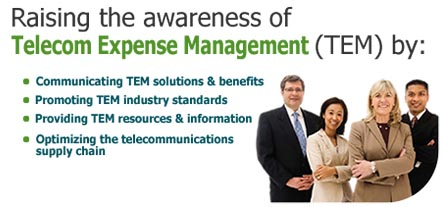 Raising the awareness of
Telecom Expense Management (TEM) by:
Communicating TEM solutions & benefits
Promoting TEM industry standards
Providing TEM resources & information
Optimizing the telecommunications
supply chain